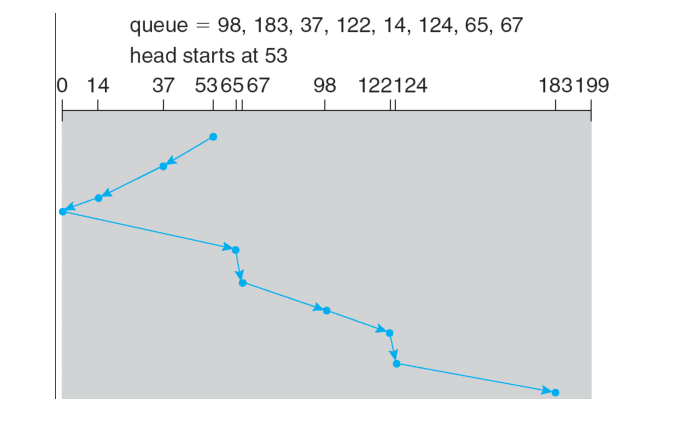 queue = 98, 183, 37, 122, 14, 124, 65, 67
head starts at 53
0 14 37 53 65 67 98 122 124 183 199